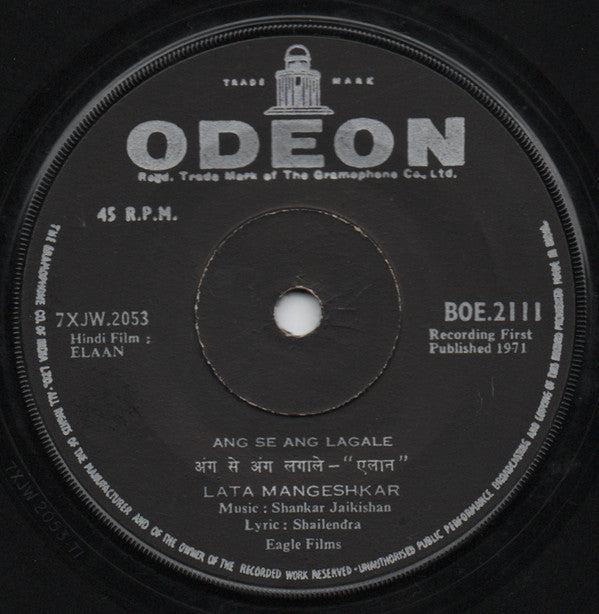 TRADE MARK
ODEON
Regd. Trade Mark of The Gramophone Co., Ltd.
45 R.P.M.
7XJW.2053
Hindi Film :
ELAAN
BOE.2111
Recording First
Published 1971
ANG SE ANG LAGALE
अंग से अंग लगाले – "एलान"
LATA MANGESHKAR
Music : Shankar Jaikishan
Lyric : Shailendra
Eagle Films
THE GRAMOPHONE CO. OF INDIA LTD. ALL RIGHTS OF THE MANUFACTURER AND OF THE OWNER OF THE RECORDED WORK RESERVED - UNAUTHORISED PUBLIC PERFORMANCE BROADCASTING AND COPYING OF THIS RECORD PROHIBITED MADE IN INDIA.
7XJW 2053